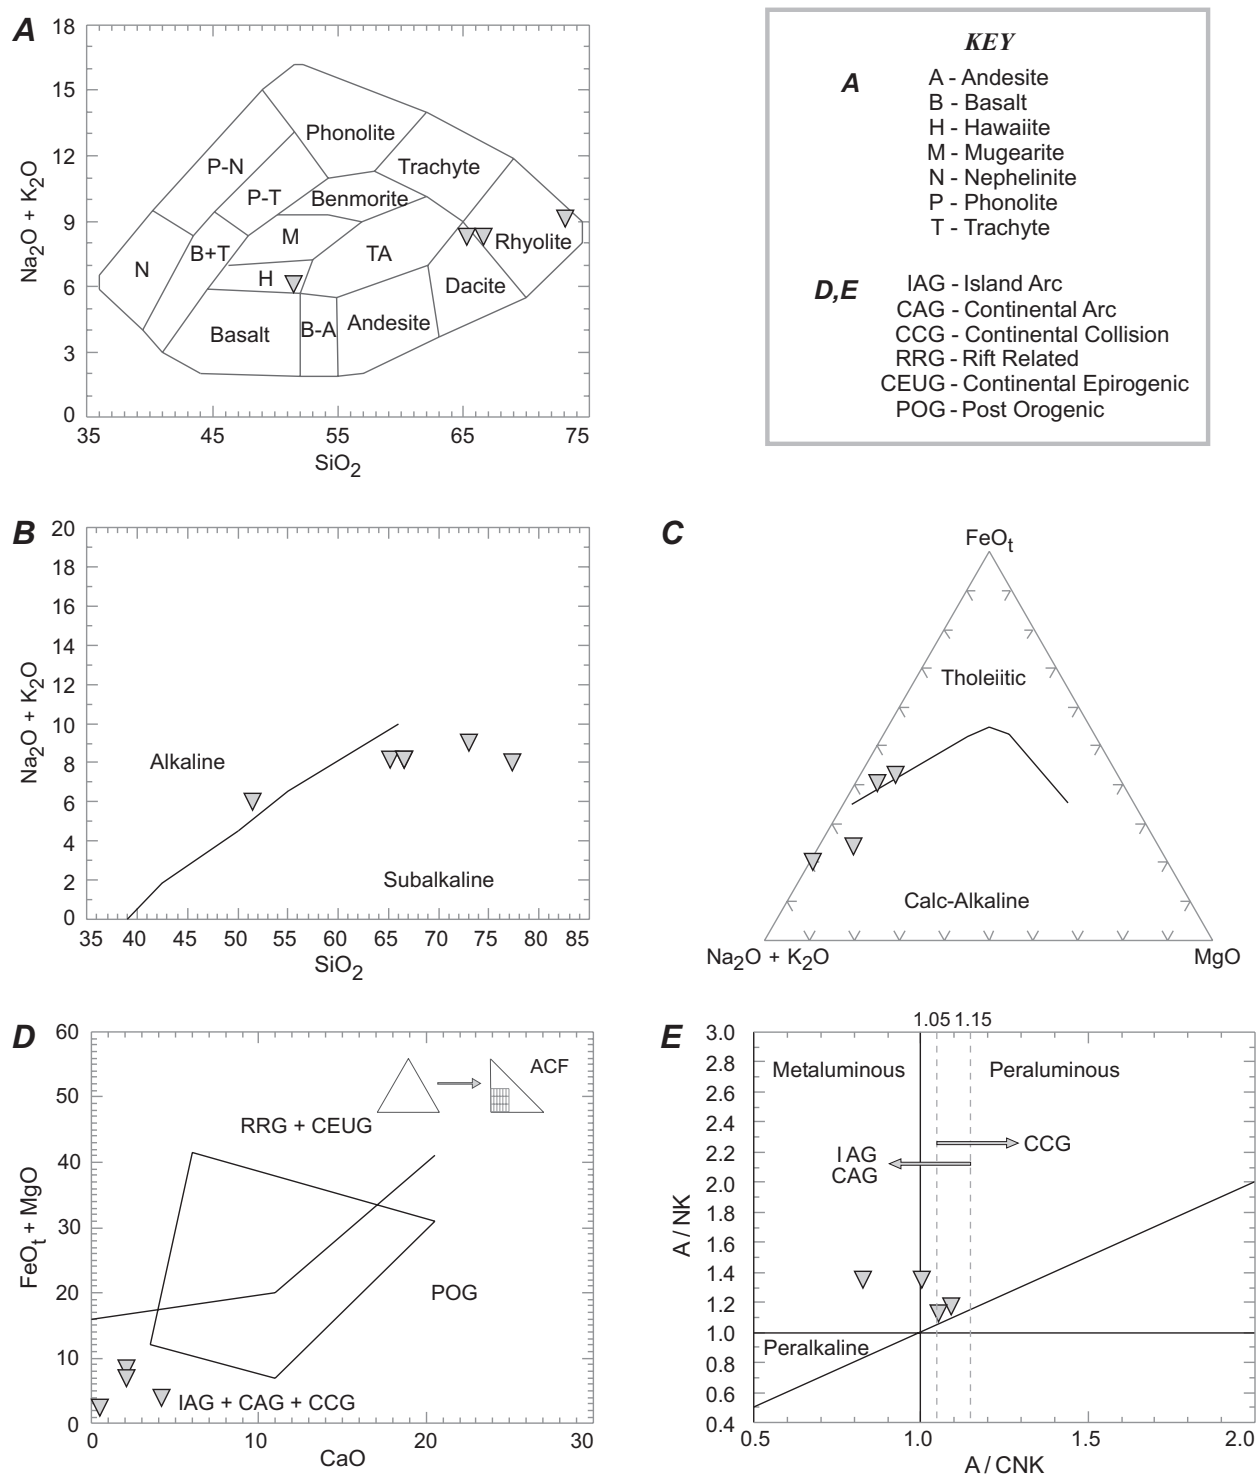 A
18
15
12
9
6
3
0
Na2O + K2O
35 45 55 65 75
SiO2
Phonolite
P-N
Trachyte
P-T
Benmorite
M
B+T
TA
Rhyolite
N
H
Dacite
Basalt
B-A
Andesite
KEY
A
A - Andesite
B - Basalt
H - Hawaiite
M - Mugearite
N - Nephelinite
P - Phonolite
T - Trachyte
D,E
IAG - Island Arc
CAG - Continental Arc
CCG - Continental Collision
RRG - Rift Related
CEUG - Continental Epirogenic
POG - Post Orogenic
B
20
18
16
14
12
10
8
6
4
2
0
Na2O + K2O
35 40 45 50 55 60 65 70 75 80 85
SiO2
Alkaline
Subalkaline
C
FeOt
Tholeiitic
Calc-Alkaline
Na2O + K2O
MgO
D
60
50
40
30
20
10
0
FeOt + MgO
0 10 20 30
CaO
ACF
RRG + CEUG
POG
IAG + CAG + CCG
E
1.05 1.15
3.0
2.8
2.6
2.4
2.2
2.0
1.8
1.6
1.4
1.2
1.0
0.8
0.6
0.4
A / NK
Metaluminous
Peraluminous
CCG
IAG
CAG
Peralkaline
0.5 1.0 1.5 2.0
A / CNK